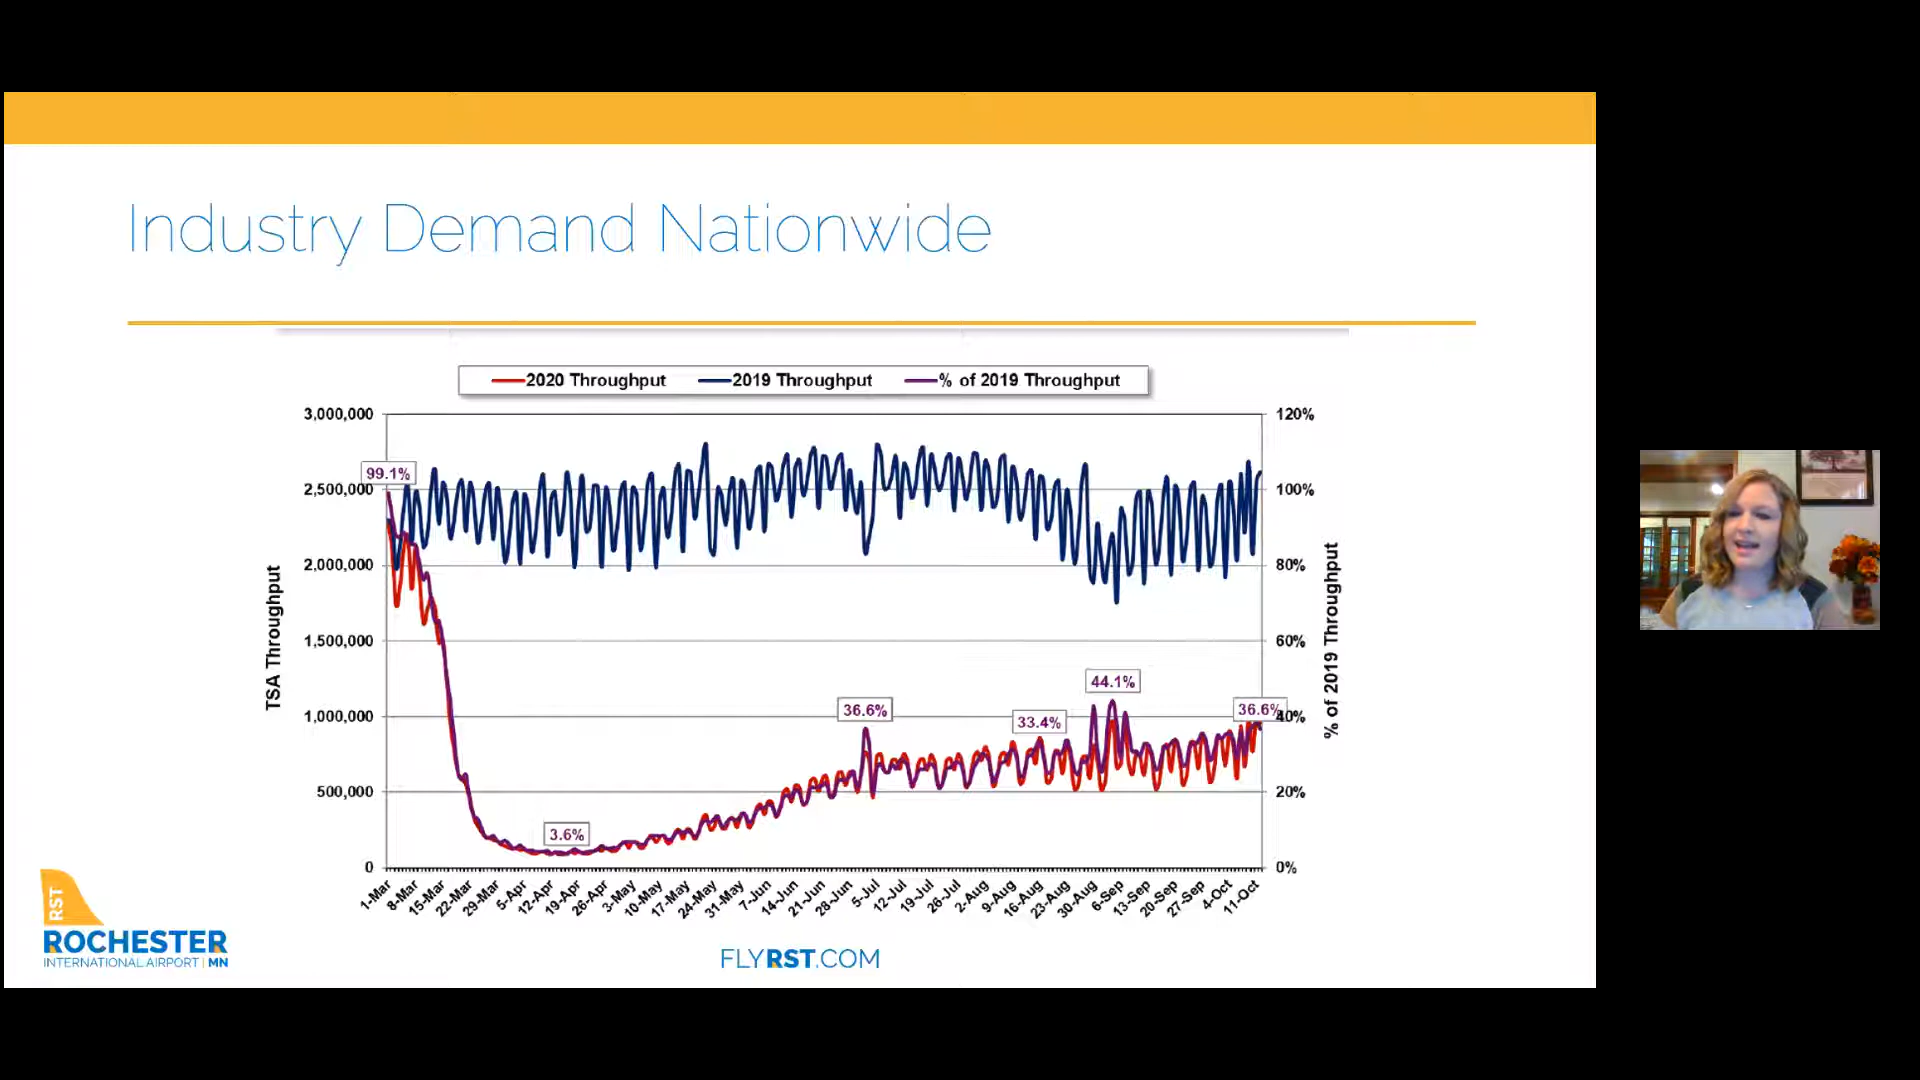 Industry Demand Nationwide
2020 Throughput 2019 Throughput % of 2019 Throughput
3,000,000 120%
99.1%
2,500,000 100%
2,000,000 80%
1,500,000 60%
44.1%
36.6% 33.4% 36.6%
1,000,000 40%
500,000 20%
3.6%
0 0%
TSA Throughput
% of 2019 Throughput
1-Mar 8-Mar 15-Mar 22-Mar 29-Mar 5-Apr 12-Apr 19-Apr 26-Apr 3-May 10-May 17-May 24-May 31-May 7-Jun 14-Jun 21-Jun 28-Jun 5-Jul 12-Jul 19-Jul 26-Jul 2-Aug 9-Aug 16-Aug 23-Aug 30-Aug 6-Sep 13-Sep 20-Sep 27-Sep 4-Oct 11-Oct
RST
ROCHESTER
INTERNATIONAL AIRPORT | MN
FLYRST.COM